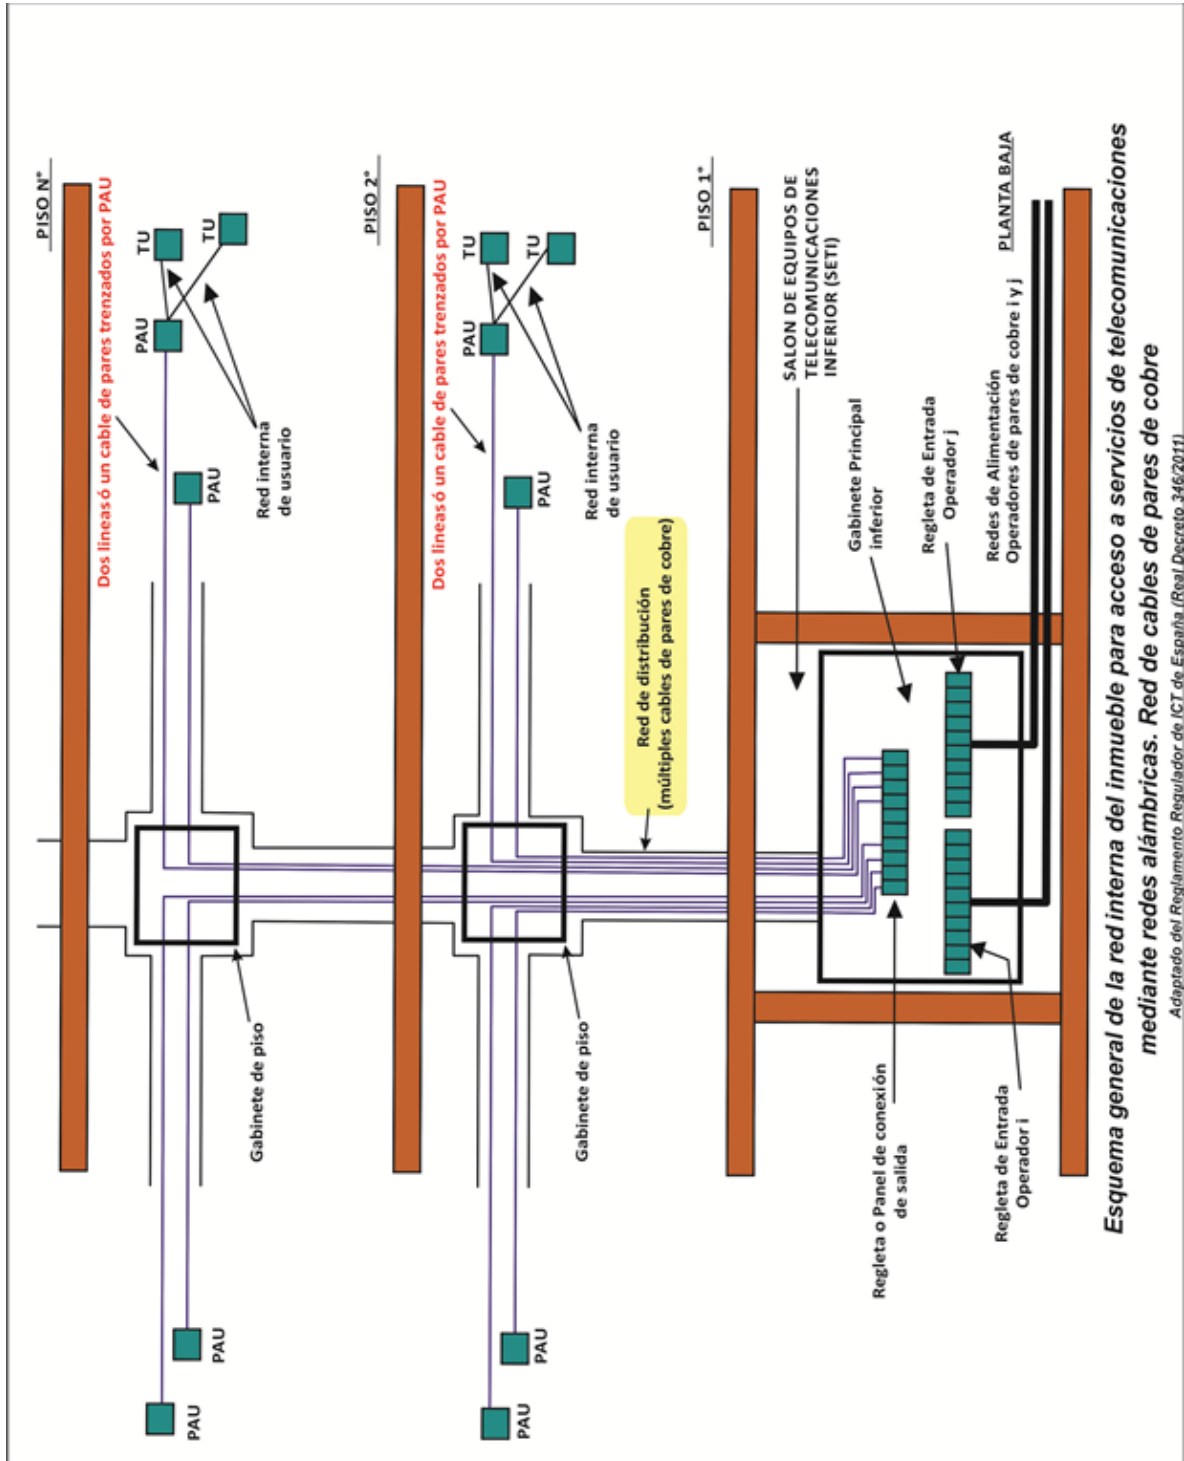 PISO N°
Dos lineasó un cable de pares trenzados por PAU
TU
TU
PAU
PAU
Red interna
de usuario
Gabinete de piso
PAU
PAU
PISO 2°
Dos lineasó un cable de pares trenzados por PAU
TU
TU
PAU
PAU
Red interna
de usuario
Gabinete de piso
PAU
PAU
Red de distribución
(múltiples cables de pares de cobre)
PISO 1°
SALON DE EQUIPOS DE
TELECOMUNICACIONES
INFERIOR (SETI)
Gabinete Principal
inferior
Regleta de Entrada
Operador j
Regleta o Panel de conexión
de salida
Regleta de Entrada
Operador i
Redes de Alimentación
Operadores de pares de cobre i y j
PLANTA BAJA
Esquema general de la red interna del inmueble para acceso a servicios de telecomunicaciones
mediante redes alámbricas. Red de cables de pares de cobre
Adaptado del Reglamento Regulador de ICT de España (Real Decreto 346/2011)